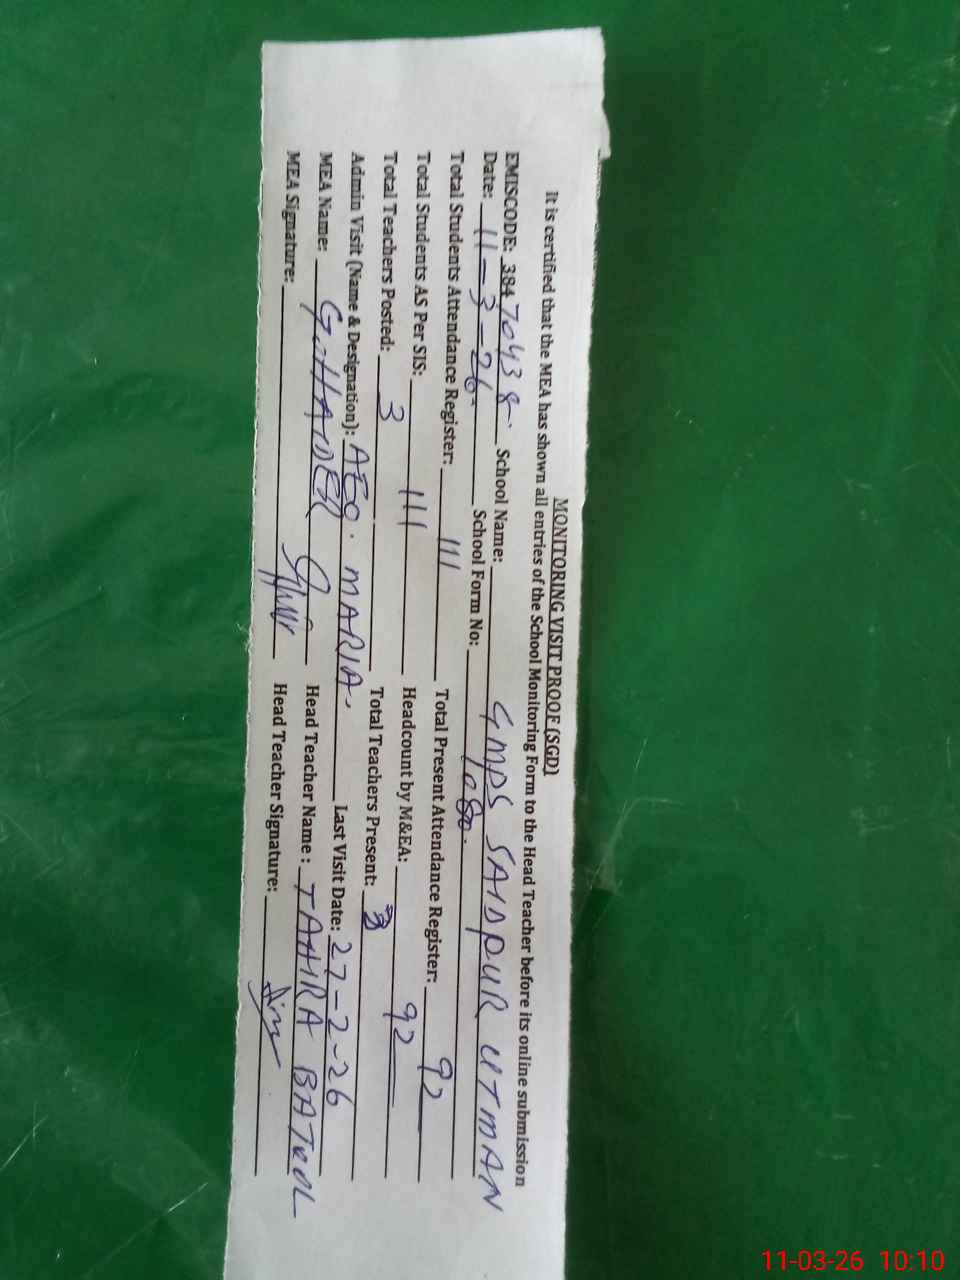 MONITORING VISIT PROOF (SGD)
It is certified that the MEA has shown all entries of the School Monitoring Form to the Head Teacher before its online submission
EMISCODE: 38470438 School Name: GMPS SAIDPUR UTMAN
Date: 11-3-26 School Form No: 1080
Total Students Attendance Register: 111 Total Present Attendance Register: 92
Total Students AS Per SIS: 111 Headcount by M&EA: 92
Total Teachers Posted: 3 Total Teachers Present: 3
Admin Visit (Name & Designation): AEO. MARIA. Last Visit Date: 27-2-26
MEA Name: G.HAIDER Head Teacher Name: TAHIRA BATOOL
MEA Signature: Head Teacher Signature:
11-03-26 10:10